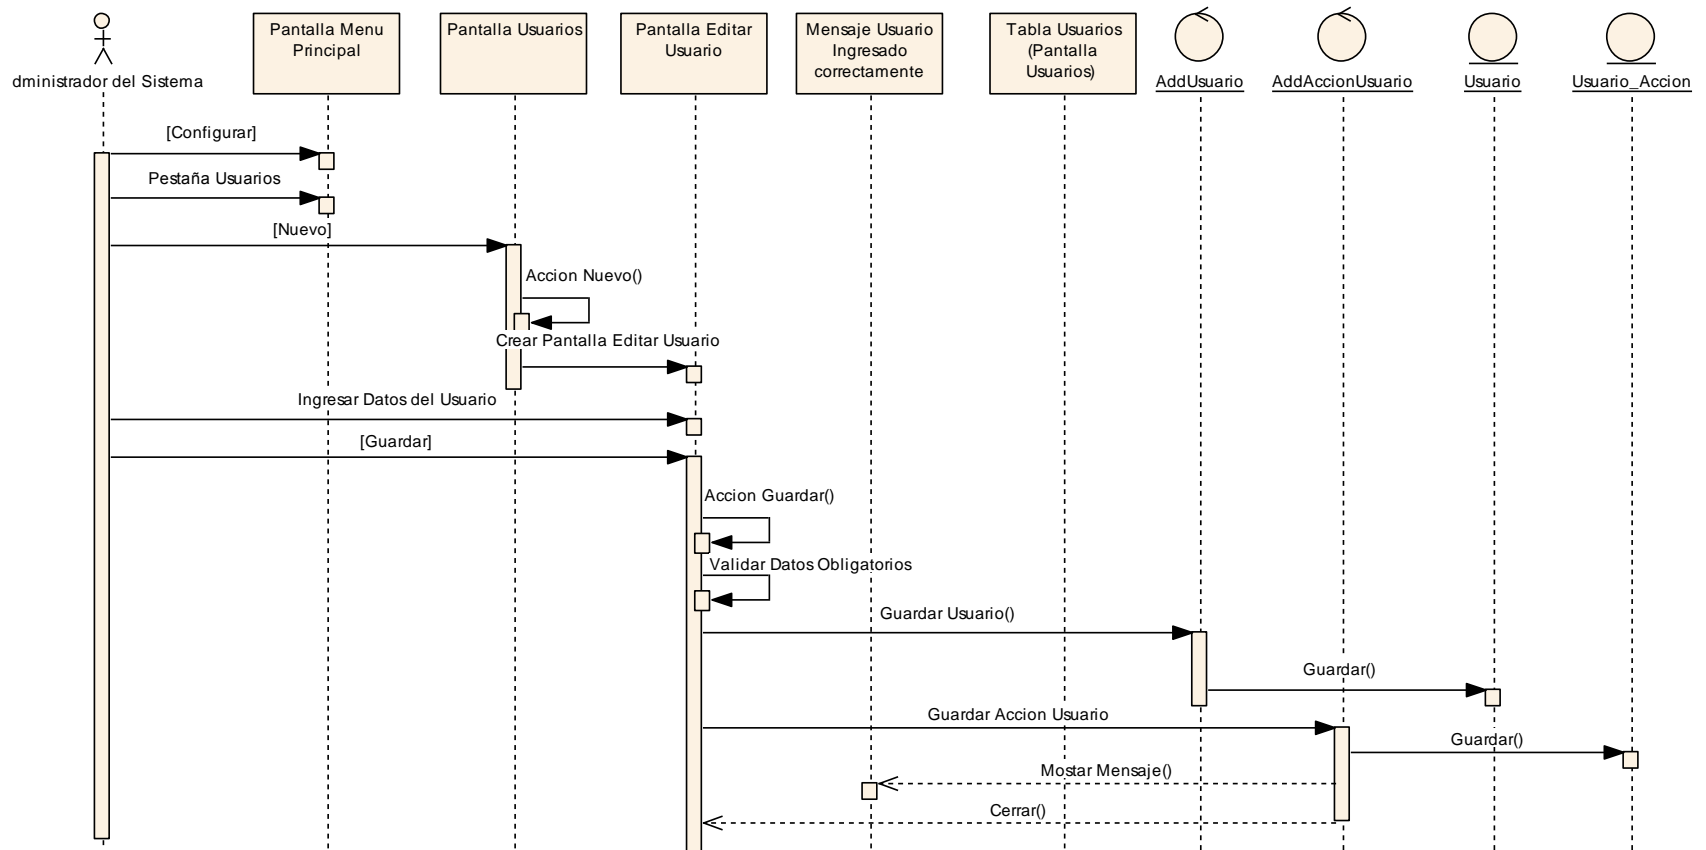 dministrador del Sistema
Pantalla Menu
Principal
Pantalla Usuarios
Pantalla Editar
Usuario
Mensaje Usuario
Ingresado
correctamente
Tabla Usuarios
(Pantalla
Usuarios)
AddUsuario
AddAccionUsuario
Usuario
Usuario_Accion
[Configurar]
Pestaña Usuarios
[Nuevo]
Accion Nuevo()
Crear Pantalla Editar Usuario
Ingresar Datos del Usuario
[Guardar]
Accion Guardar()
Validar Datos Obligatorios
Guardar Usuario()
Guardar()
Guardar Accion Usuario
Guardar()
Mostar Mensaje()
Cerrar()